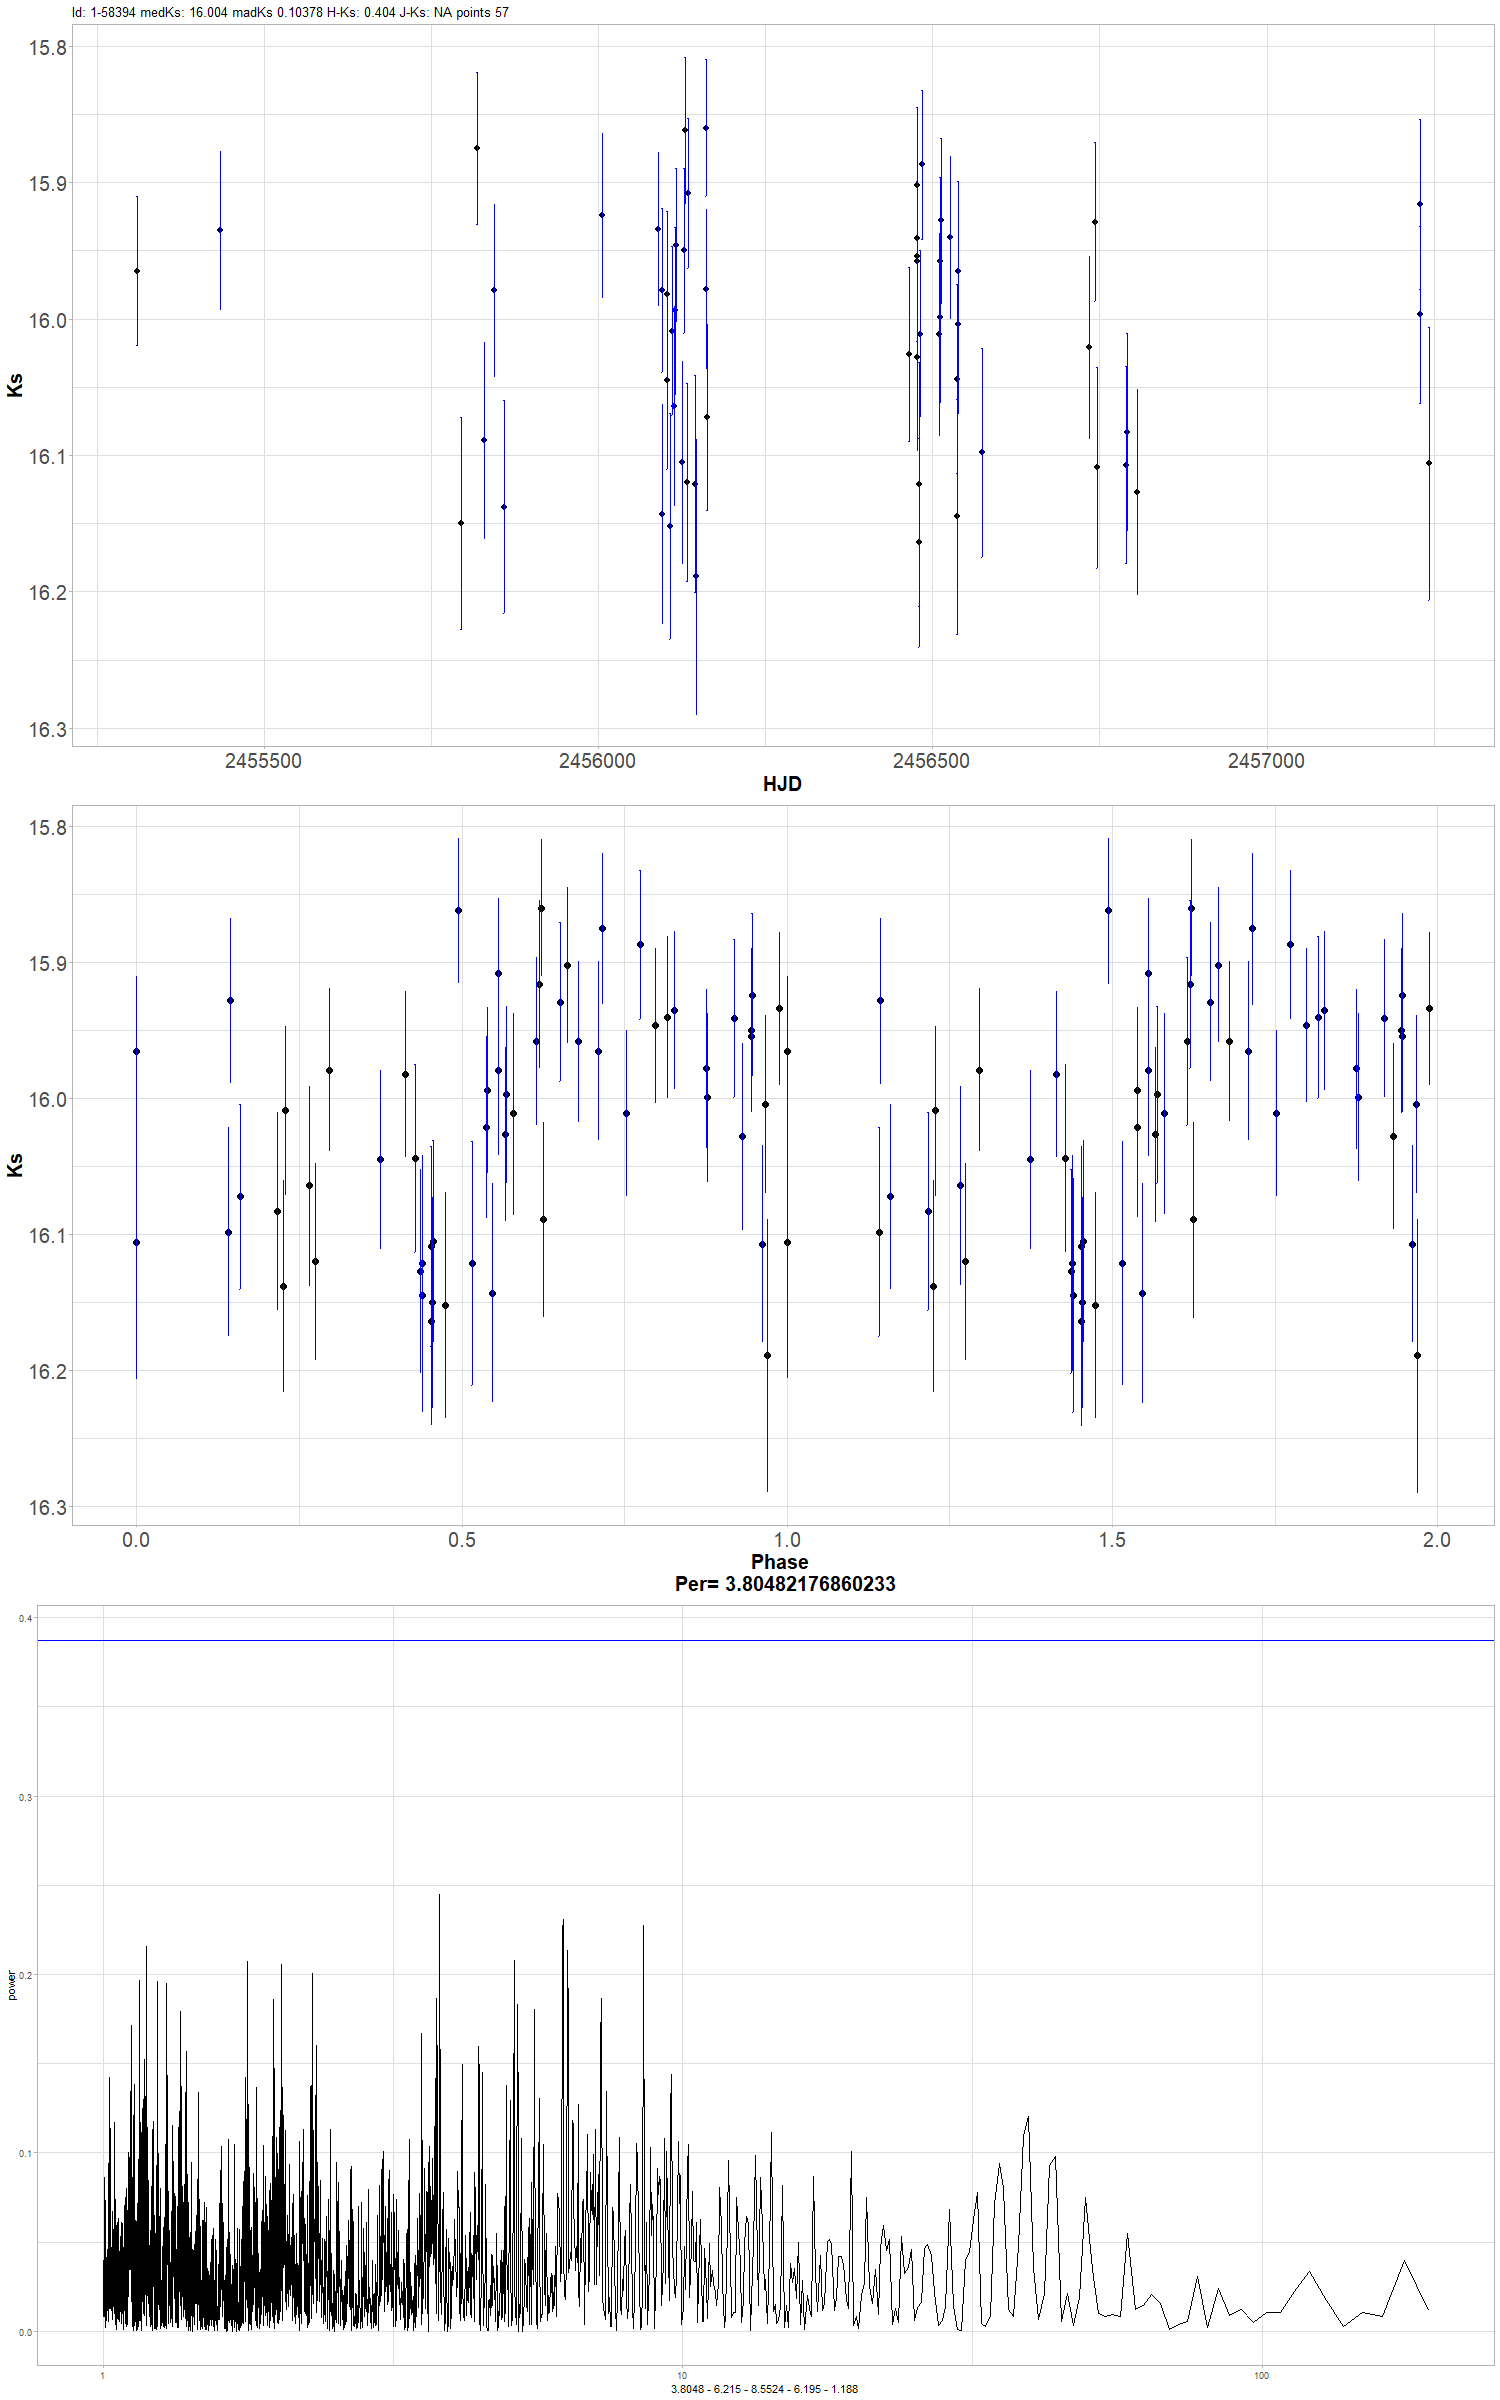 Id: 1-58394 medKs: 16.004 madKs 0.10378 H-Ks: 0.404 J-Ks: NA points 57
15.8
15.9
16.0
16.1
16.2
16.3
Ks
2455500 2456000 2456500 2457000
HJD
15.8
15.9
16.0
16.1
16.2
16.3
Ks
0.0 0.5 1.0 1.5 2.0
Phase
Per= 3.80482176860233
0.4
0.3
0.2
0.1
0.0
power
1 10 100
3.8048 - 6.215 - 8.5524 - 6.195 - 1.188